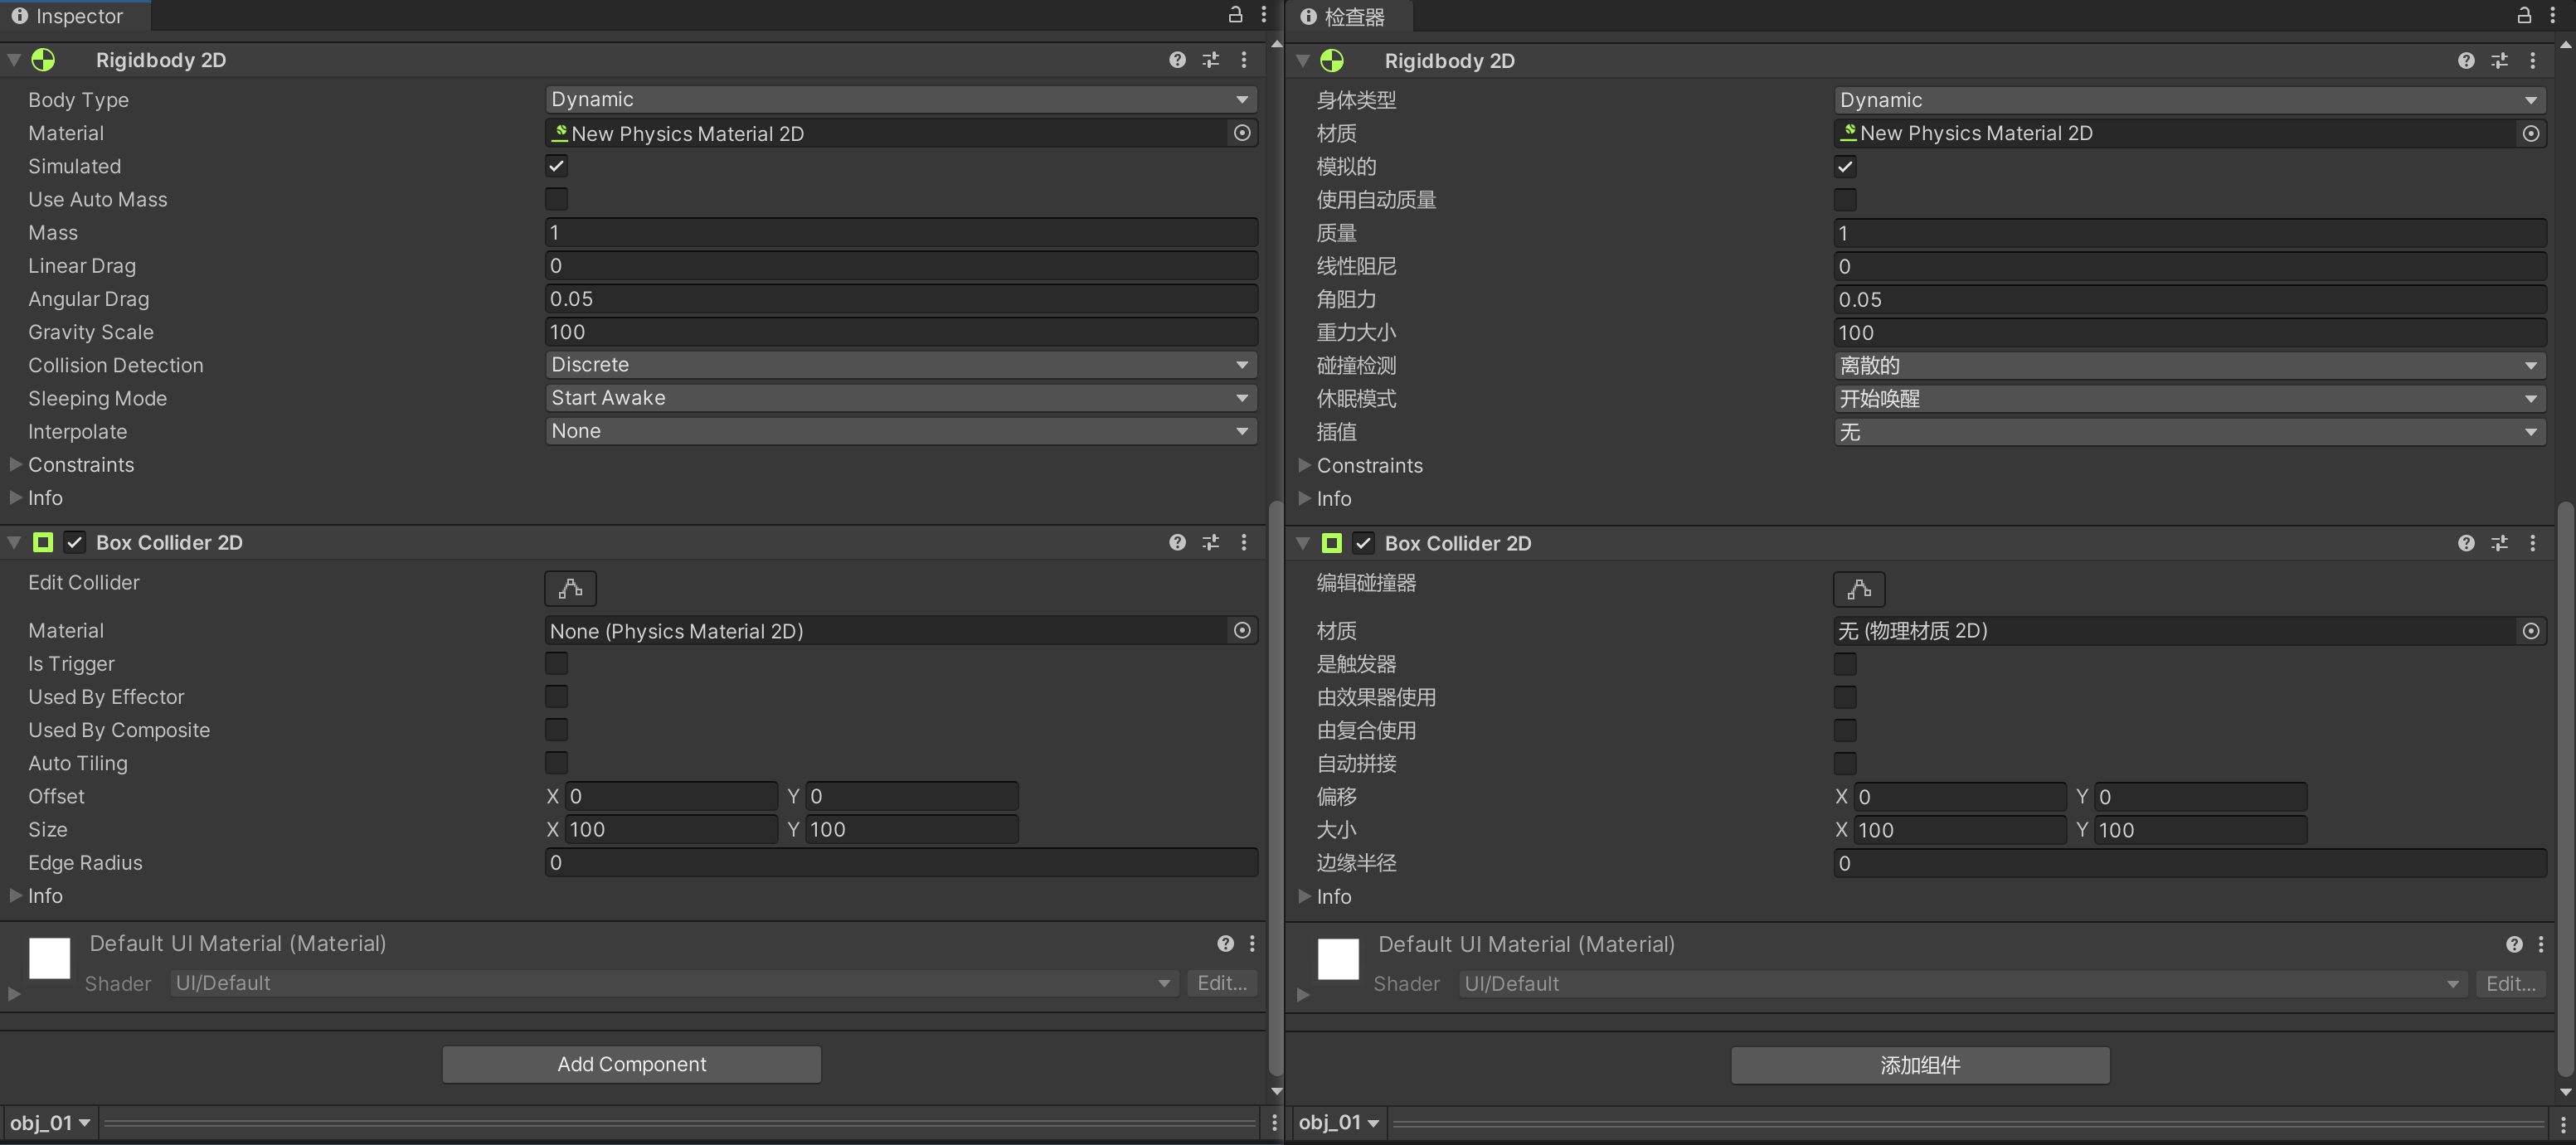 Inspector
Rigidbody 2D
Body Type Dynamic
Material New Physics Material 2D
Simulated
Use Auto Mass
Mass 1
Linear Drag 0
Angular Drag 0.05
Gravity Scale 100
Collision Detection Discrete
Sleeping Mode Start Awake
Interpolate None
Constraints
Info
Box Collider 2D
Edit Collider
Material None (Physics Material 2D)
Is Trigger
Used By Effector
Used By Composite
Auto Tiling
Offset X 0 Y 0
Size X 100 Y 100
Edge Radius 0
Info
Default UI Material (Material)
Shader UI/Default Edit...
Add Component
obj_01
检查器
Rigidbody 2D
身体类型 Dynamic
材质 New Physics Material 2D
模拟的
使用自动质量
质量 1
线性阻尼 0
角阻力 0.05
重力大小 100
碰撞检测 离散的
休眠模式 开始唤醒
插值 无
Constraints
Info
Box Collider 2D
编辑碰撞器
材质 无 (物理材质 2D)
是触发器
由效果器使用
由复合使用
自动拼接
偏移 X 0 Y 0
大小 X 100 Y 100
边缘半径 0
Info
Default UI Material (Material)
Shader UI/Default Edit...
添加组件
obj_01